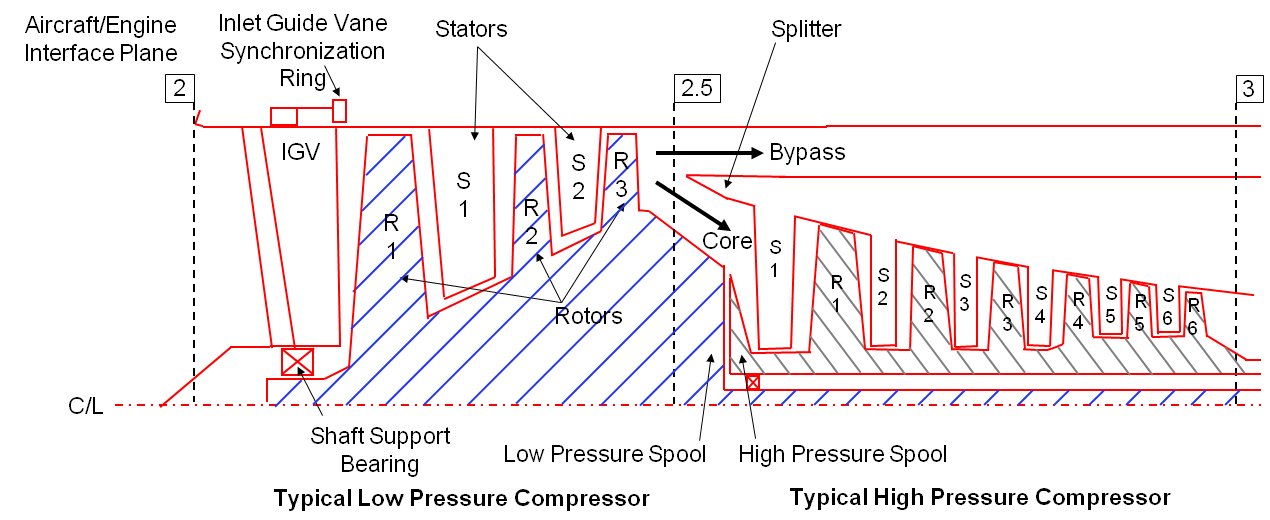 Aircraft/Engine
Interface Plane
Inlet Guide Vane
Synchronization
Ring
Stators
Splitter
2
2.5
3
IGV
R
1
S
1
R
2
S
2
R
3
Bypass
Core
S
1
R
1
S
2
R
2
S
3
R
3
S
4
R
4
S
5
R
5
S
6
R
6
Rotors
C/L
Shaft Support
Bearing
Low Pressure Spool
High Pressure Spool
Typical Low Pressure Compressor
Typical High Pressure Compressor